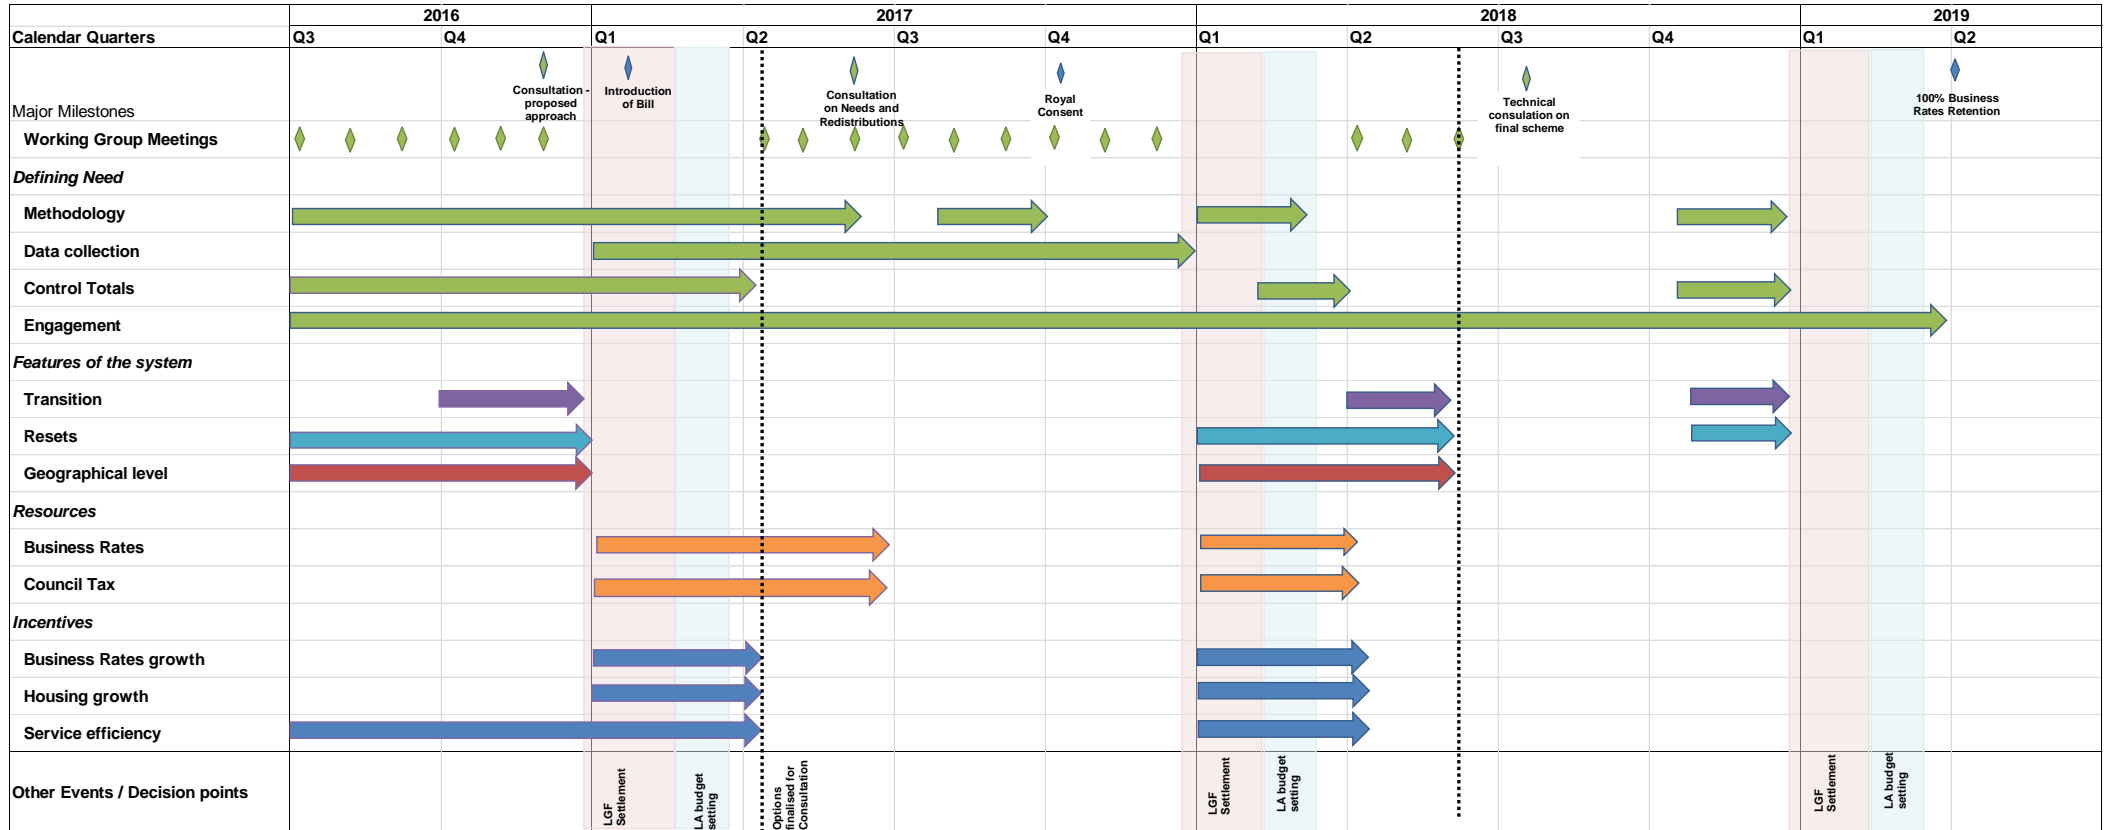 2016 2017 2018 2019
Calendar Quarters Q3 Q4 Q1 Q2 Q3 Q4 Q1 Q2 Q3 Q4 Q1 Q2
Major Milestones
Consultation -
proposed
approach
Introduction
of Bill
Consultation
on Needs and
Redistributions
Royal
Consent
Technical
consulation on
final scheme
100% Business
Rates Retention
Working Group Meetings
Defining Need
Methodology
Data collection
Control Totals
Engagement
Features of the system
Transition
Resets
Geographical level
Resources
Business Rates
Council Tax
Incentives
Business Rates growth
Housing growth
Service efficiency
Other Events / Decision points
LGF
Settlement
LA budget
setting
Options
finalised for
Consultation
LGF
Settlement
LA budget
setting
LGF
Settlement
LA budget
setting